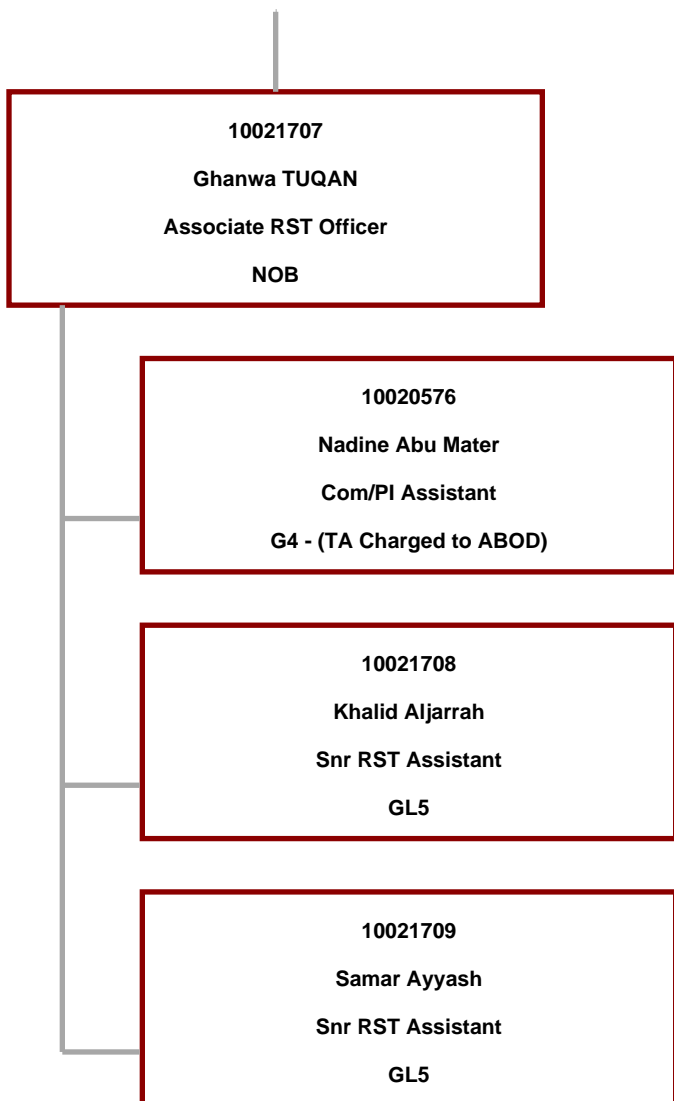 10021707
Ghanwa TUQAN
Associate RST Officer
NOB
10020576
Nadine Abu Mater
Com/PI Assistant
G4 - (TA Charged to ABOD)
10021708
Khalid Aljarrah
Snr RST Assistant
GL5
10021709
Samar Ayyash
Snr RST Assistant
GL5